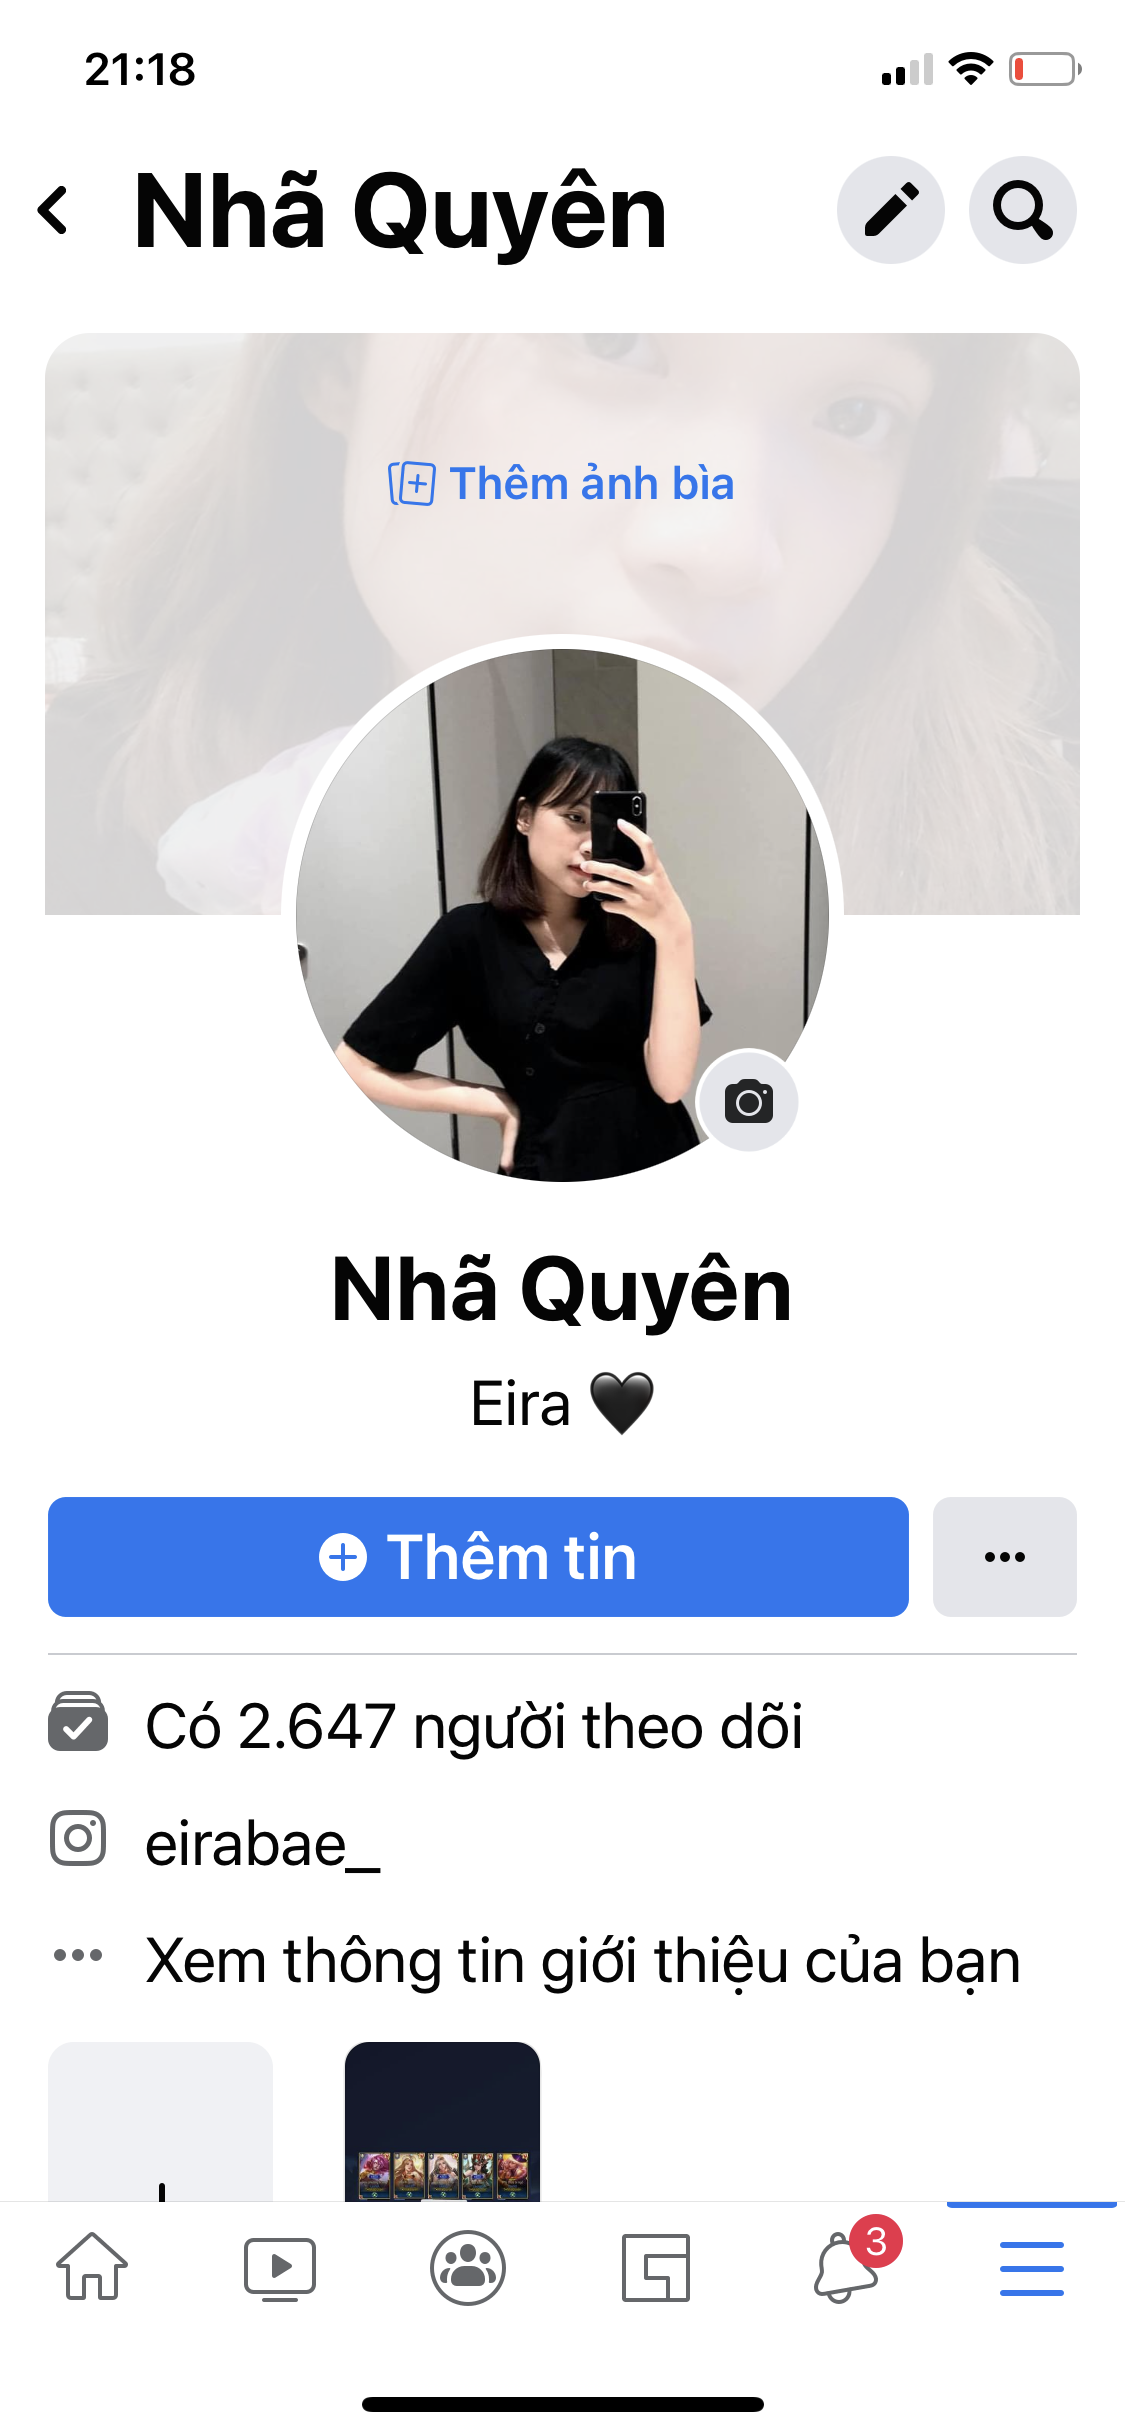 21:18
Nhã Quyên
Thêm ảnh bìa
Nhã Quyên
Eira 🖤
Thêm tin
Có 2.647 người theo dõi
eirabae_
Xem thông tin giới thiệu của bạn
3